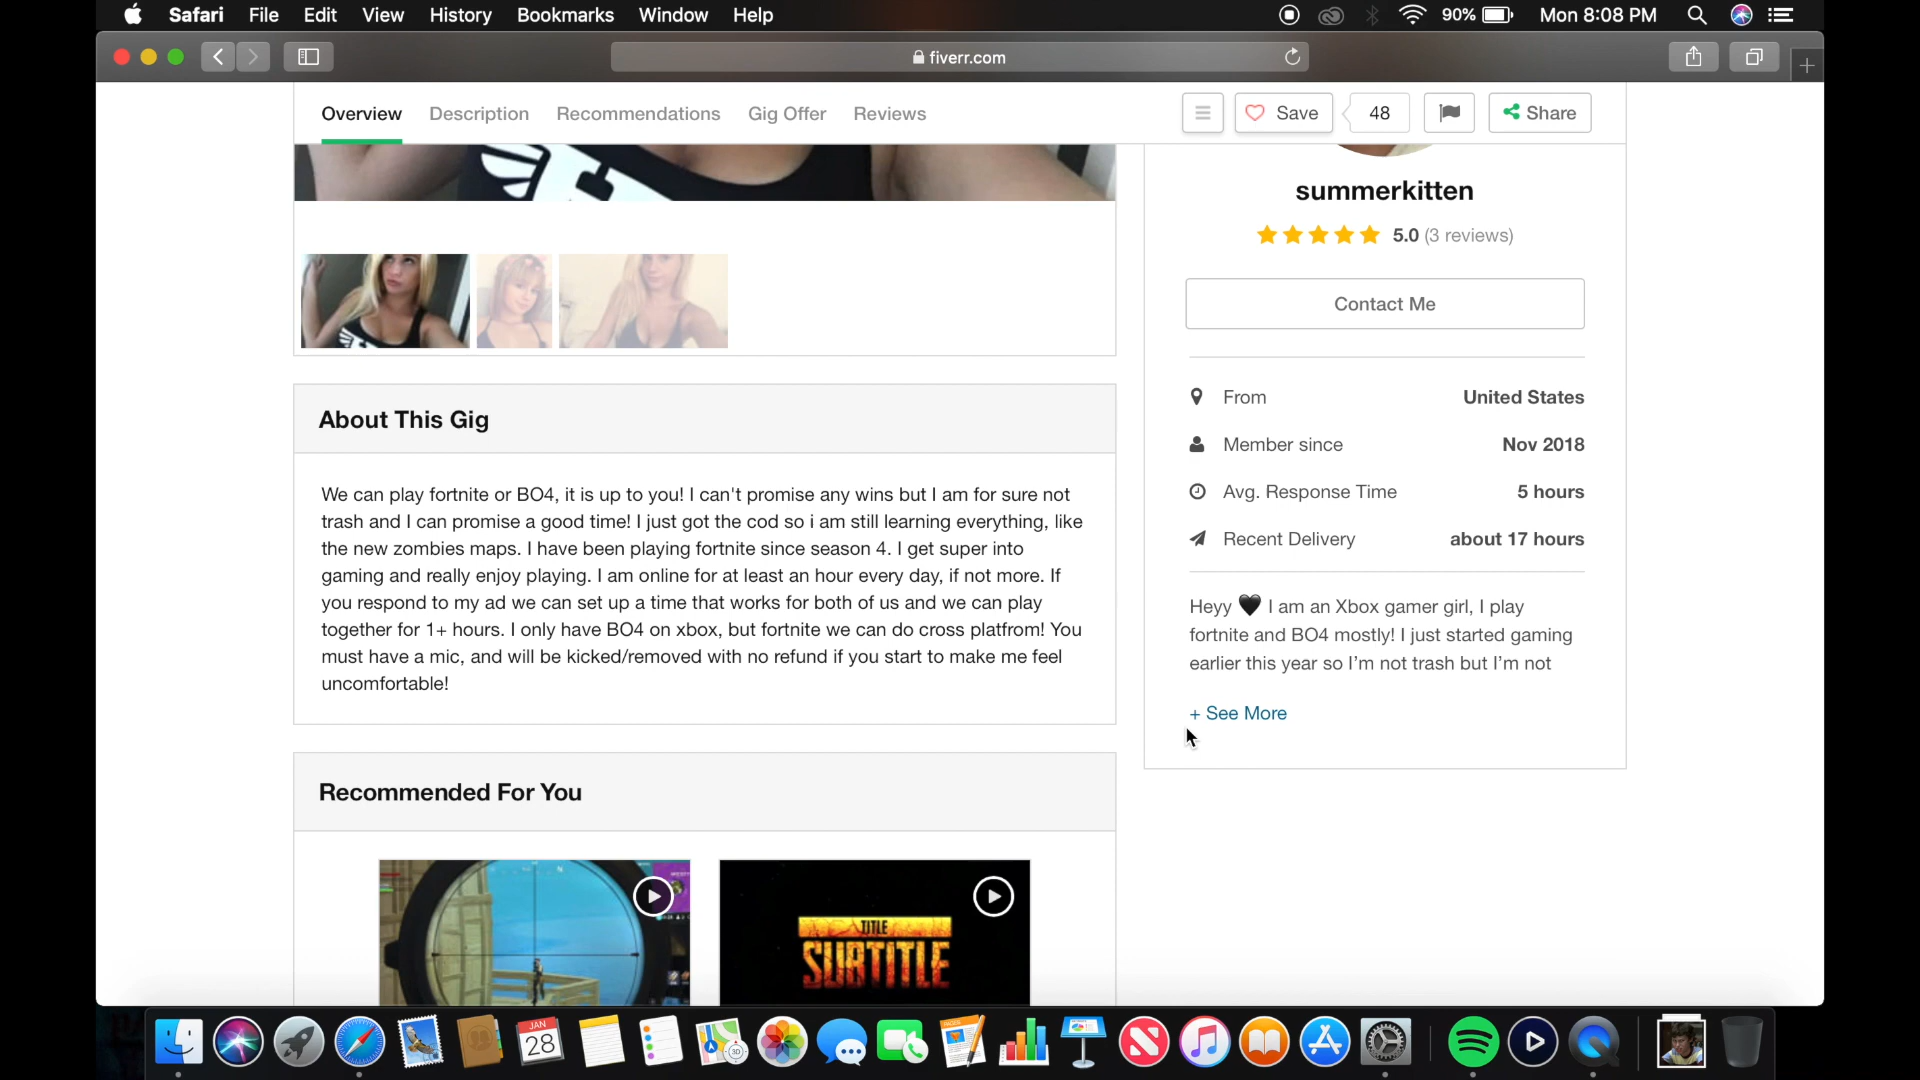 Safari File Edit View History Bookmarks Window Help 90% Mon 8:08 PM
fiverr.com
Overview Description Recommendations Gig Offer Reviews Save 48 Share
summerkitten
5.0 (3 reviews)
Contact Me
From United States
Member since Nov 2018
Avg. Response Time 5 hours
Recent Delivery about 17 hours
Heyy 🖤 I am an Xbox gamer girl, I play
fortnite and BO4 mostly! I just started gaming
earlier this year so I'm not trash but I'm not
+ See More
About This Gig
We can play fortnite or BO4, it is up to you! I can't promise any wins but I am for sure not
trash and I can promise a good time! I just got the cod so i am still learning everything, like
the new zombies maps. I have been playing fortnite since season 4. I get super into
gaming and really enjoy playing. I am online for at least an hour every day, if not more. If
you respond to my ad we can set up a time that works for both of us and we can play
together for 1+ hours. I only have BO4 on xbox, but fortnite we can do cross platfrom! You
must have a mic, and will be kicked/removed with no refund if you start to make me feel
uncomfortable!
Recommended For You
TITLE
SUBTITLE
JAN
28
3D